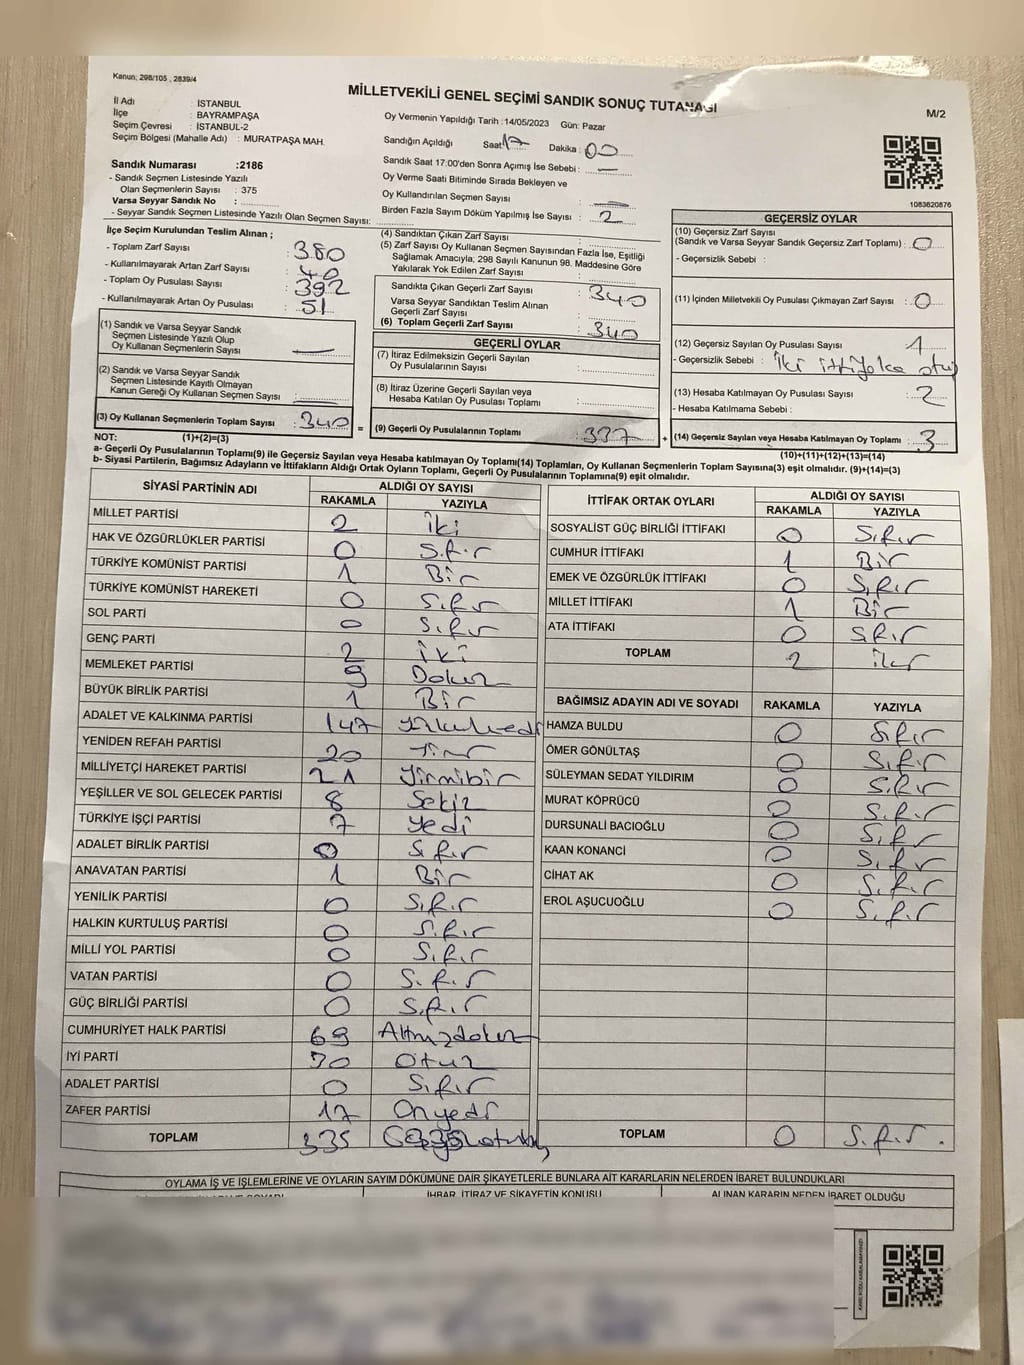 Kanun; 298/105 , 2839/4
MİLLETVEKİLİ GENEL SEÇİMİ SANDIK SONUÇ TUTANAĞI
M/2
İl Adı : İSTANBUL
İlçe : BAYRAMPAŞA
Seçim Çevresi : İSTANBUL-2
Seçim Bölgesi (Mahalle Adı) : MURATPAŞA MAH.
Oy Vermenin Yapıldığı Tarih :14/05/2023 Gün: Pazar
Sandığın Açıldığı Saat: 17 Dakika : 00
Sandık Saat 17:00'den Sonra Açımış İse Sebebi : —
Oy Verme Saati Bitiminde Sırada Bekleyen ve
Oy Kullandırılan Seçmen Sayısı : —
Birden Fazla Sayım Döküm Yapılmış İse Sayısı : 2
1083620876
Sandık Numarası :2186
- Sandık Seçmen Listesinde Yazılı
Olan Seçmenlerin Sayısı : 375
Varsa Seyyar Sandık No :
- Seyyar Sandık Seçmen Listesinde Yazılı Olan Seçmen Sayısı:
İlçe Seçim Kurulundan Teslim Alınan ;
- Toplam Zarf Sayısı : 380
- Kullanılmayarak Artan Zarf Sayısı : 40
- Toplam Oy Pusulası Sayısı : 392
- Kullanılmayarak Artan Oy Pusulası : 51
(1) Sandık ve Varsa Seyyar Sandık
Seçmen Listesinde Yazılı Olup
Oy Kullanan Seçmenlerin Sayısı : —
(2) Sandık ve Varsa Seyyar Sandık
Seçmen Listesinde Kayıtlı Olmayan
Kanun Gereği Oy Kullanan Seçmen Sayısı : —
(3) Oy Kullanan Seçmenlerin Toplam Sayısı : 340
(4) Sandıktan Çıkan Zarf Sayısı :
(5) Zarf Sayısı Oy Kullanan Seçmen Sayısından Fazla İse, Eşitliği
Sağlamak Amacıyla, 298 Sayılı Kanunun 98. Maddesine Göre
Yakılarak Yok Edilen Zarf Sayısı :
Sandıkta Çıkan Geçerli Zarf Sayısı : 340
Varsa Seyyar Sandıktan Teslim Alınan
Geçerli Zarf Sayısı :
(6) Toplam Geçerli Zarf Sayısı : 340
GEÇERLİ OYLAR
(7) İtiraz Edilmeksizin Geçerli Sayılan
Oy Pusulalarının Sayısı :
(8) İtiraz Üzerine Geçerli Sayılan veya
Hesaba Katılan Oy Pusulası Toplamı :
= (9) Geçerli Oy Pusulalarının Toplamı : 337
GEÇERSİZ OYLAR
(10) Geçersiz Zarf Sayısı
(Sandık ve Varsa Seyyar Sandık Geçersiz Zarf Toplamı) : 0
- Geçersizlik Sebebi :
(11) İçinden Milletvekili Oy Pusulası Çıkmayan Zarf Sayısı : 0
(12) Geçersiz Sayılan Oy Pusulası Sayısı : 1
- Geçersizlik Sebebi : İki ittifaka oy
(13) Hesaba Katılmayan Oy Pusulası Sayısı : 2
- Hesaba Katılmama Sebebi :
+ (14) Geçersiz Sayılan veya Hesaba Katılmayan Oy Toplamı : 3
NOT: (1)+(2)=(3)
(10)+(11)+(12)+(13)=(14)
a- Geçerli Oy Pusulalarının Toplamı(9) ile Geçersiz Sayılan veya Hesaba Katılmayan Oy Toplamı(14) Toplamları, Oy Kullanan Seçmenlerin Toplam Sayısına(3) eşit olmalıdır. (9)+(14)=(3)
b- Siyasi Partilerin, Bağımsız Adayların ve İttifakların Aldığı Ortak Oyların Toplamı, Geçerli Oy Pusulalarının Toplamına(9) eşit olmalıdır.
SİYASİ PARTİNİN ADI ALDIĞI OY SAYISI
RAKAMLA YAZIYLA
MİLLET PARTİSİ 2 İki
HAK VE ÖZGÜRLÜKLER PARTİSİ 0 Sıfır
TÜRKİYE KOMÜNİST PARTİSİ 1 Bir
TÜRKİYE KOMÜNİST HAREKETİ 0 Sıfır
SOL PARTİ 0 Sıfır
GENÇ PARTİ 2 İki
MEMLEKET PARTİSİ 9 Dokuz
BÜYÜK BİRLİK PARTİSİ 1 Bir
ADALET VE KALKINMA PARTİSİ 147
YENİDEN REFAH PARTİSİ 20
MİLLİYETÇİ HAREKET PARTİSİ 21 Yirmibir
YEŞİLLER VE SOL GELECEK PARTİSİ 8 Sekiz
TÜRKİYE İŞÇİ PARTİSİ 7 Yedi
ADALET BİRLİK PARTİSİ 0 Sıfır
ANAVATAN PARTİSİ 1 Bir
YENİLİK PARTİSİ 0 Sıfır
HALKIN KURTULUŞ PARTİSİ 0 Sıfır
MİLLİ YOL PARTİSİ 0 Sıfır
VATAN PARTİSİ 0 Sıfır
GÜÇ BİRLİĞİ PARTİSİ 0 Sıfır
CUMHURİYET HALK PARTİSİ 69 Altmışdokuz
İYİ PARTİ 30 Otuz
ADALET PARTİSİ 0 Sıfır
ZAFER PARTİSİ 17 Onyedi
TOPLAM 335
İTTİFAK ORTAK OYLARI ALDIĞI OY SAYISI
RAKAMLA YAZIYLA
SOSYALİST GÜÇ BİRLİĞİ İTTİFAKI 0 Sıfır
CUMHUR İTTİFAKI 1 Bir
EMEK VE ÖZGÜRLÜK İTTİFAKI 0 Sıfır
MİLLET İTTİFAKI 1 Bir
ATA İTTİFAKI 0 Sıfır
TOPLAM 2 iki
BAĞIMSIZ ADAYIN ADI VE SOYADI RAKAMLA YAZIYLA
HAMZA BULDU 0 Sıfır
ÖMER GÖNÜLTAŞ 0 Sıfır
SÜLEYMAN SEDAT YILDIRIM 0 Sıfır
MURAT KÖPRÜCÜ 0 Sıfır
DURSUNALİ BACIOĞLU 0 Sıfır
KAAN KONANCİ 0 Sıfır
CİHAT AK 0 Sıfır
EROL AŞUCUOĞLU 0 Sıfır
TOPLAM 0 Sıfır.
OYLAMA İŞ VE İŞLEMLERİNE VE OYLARIN SAYIM DÖKÜMÜNE DAİR ŞİKAYETLERLE BUNLARA AİT KARARLARIN NELERDEN İBARET BULUNDUKLARI
İHBAR, İTİRAZ VE ŞİKAYETİN KONUSU ALINAN KARARIN NEDEN İBARET OLDUĞU